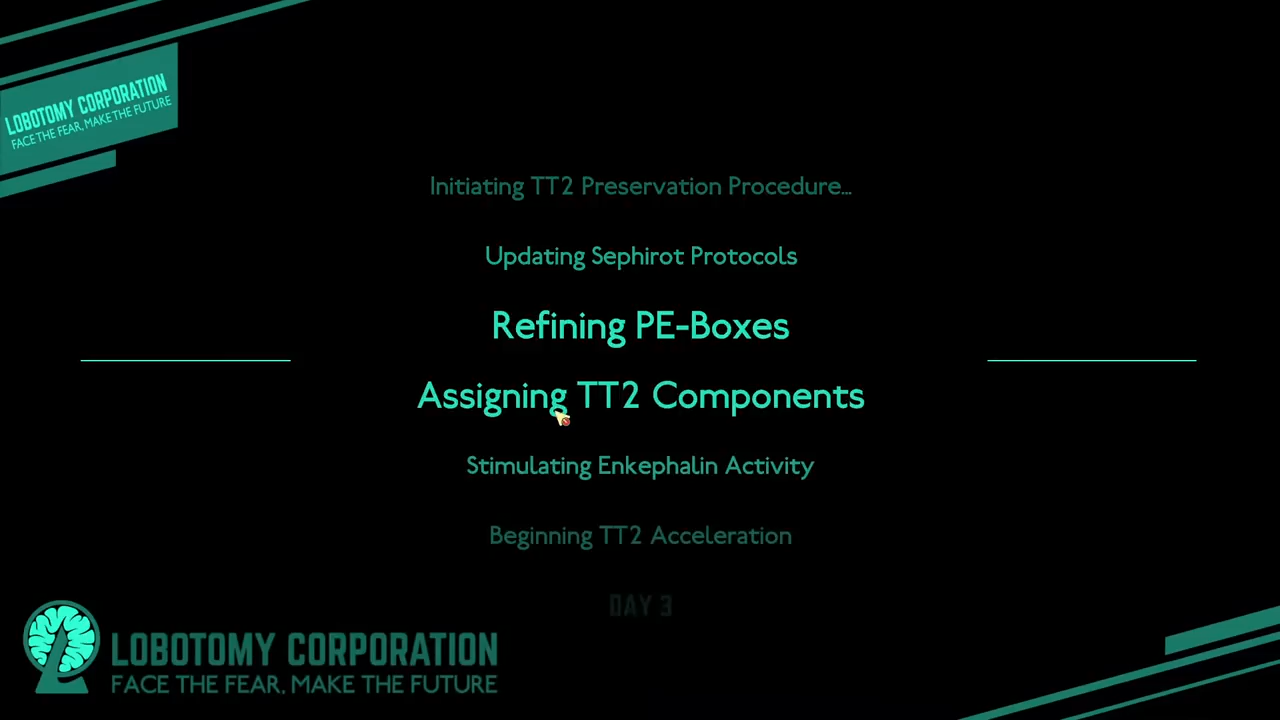 LOBOTOMY CORPORATION
FACE THE FEAR, MAKE THE FUTURE
Initiating TT2 Preservation Procedure...
Updating Sephirot Protocols
Refining PE-Boxes
Assigning TT2 Components
Stimulating Enkephalin Activity
Beginning TT2 Acceleration
DAY 3
LOBOTOMY CORPORATION
FACE THE FEAR, MAKE THE FUTURE